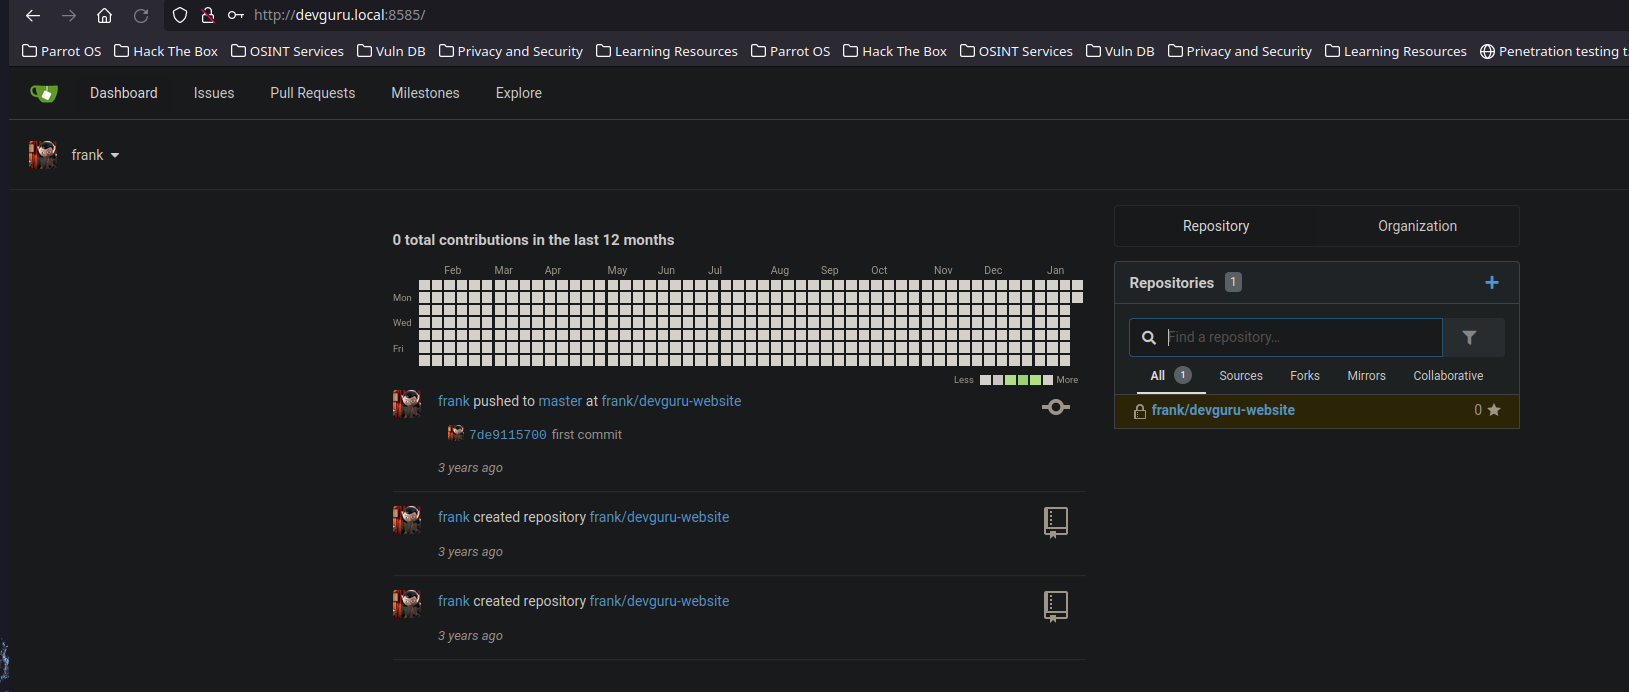 http://devguru.local:8585/
Parrot OS Hack The Box OSINT Services Vuln DB Privacy and Security Learning Resources Parrot OS Hack The Box OSINT Services Vuln DB Privacy and Security Learning Resources Penetration testing t
Dashboard Issues Pull Requests Milestones Explore
frank
Repository Organization
0 total contributions in the last 12 months
Feb Mar Apr May Jun Jul Aug Sep Oct Nov Dec Jan
Mon
Wed
Fri
Less More
Repositories 1
Find a repository...
All 1 Sources Forks Mirrors Collaborative
frank/devguru-website 0
frank pushed to master at frank/devguru-website
7de9115700 first commit
3 years ago
frank created repository frank/devguru-website
3 years ago
frank created repository frank/devguru-website
3 years ago